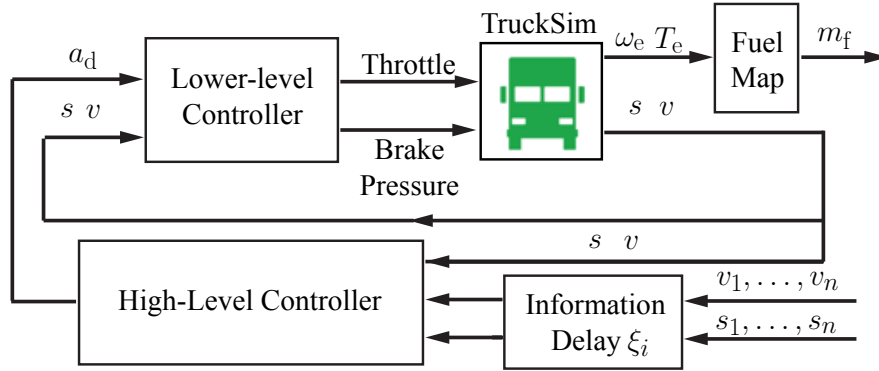 TruckSim
a_d
Lower-level
Controller
Throttle
ω_e T_e
Fuel
Map
m_f
s v
Brake
Pressure
s v
s v
High-Level Controller
Information
Delay ξ_i
v_1, . . . , v_n
s_1, . . . , s_n